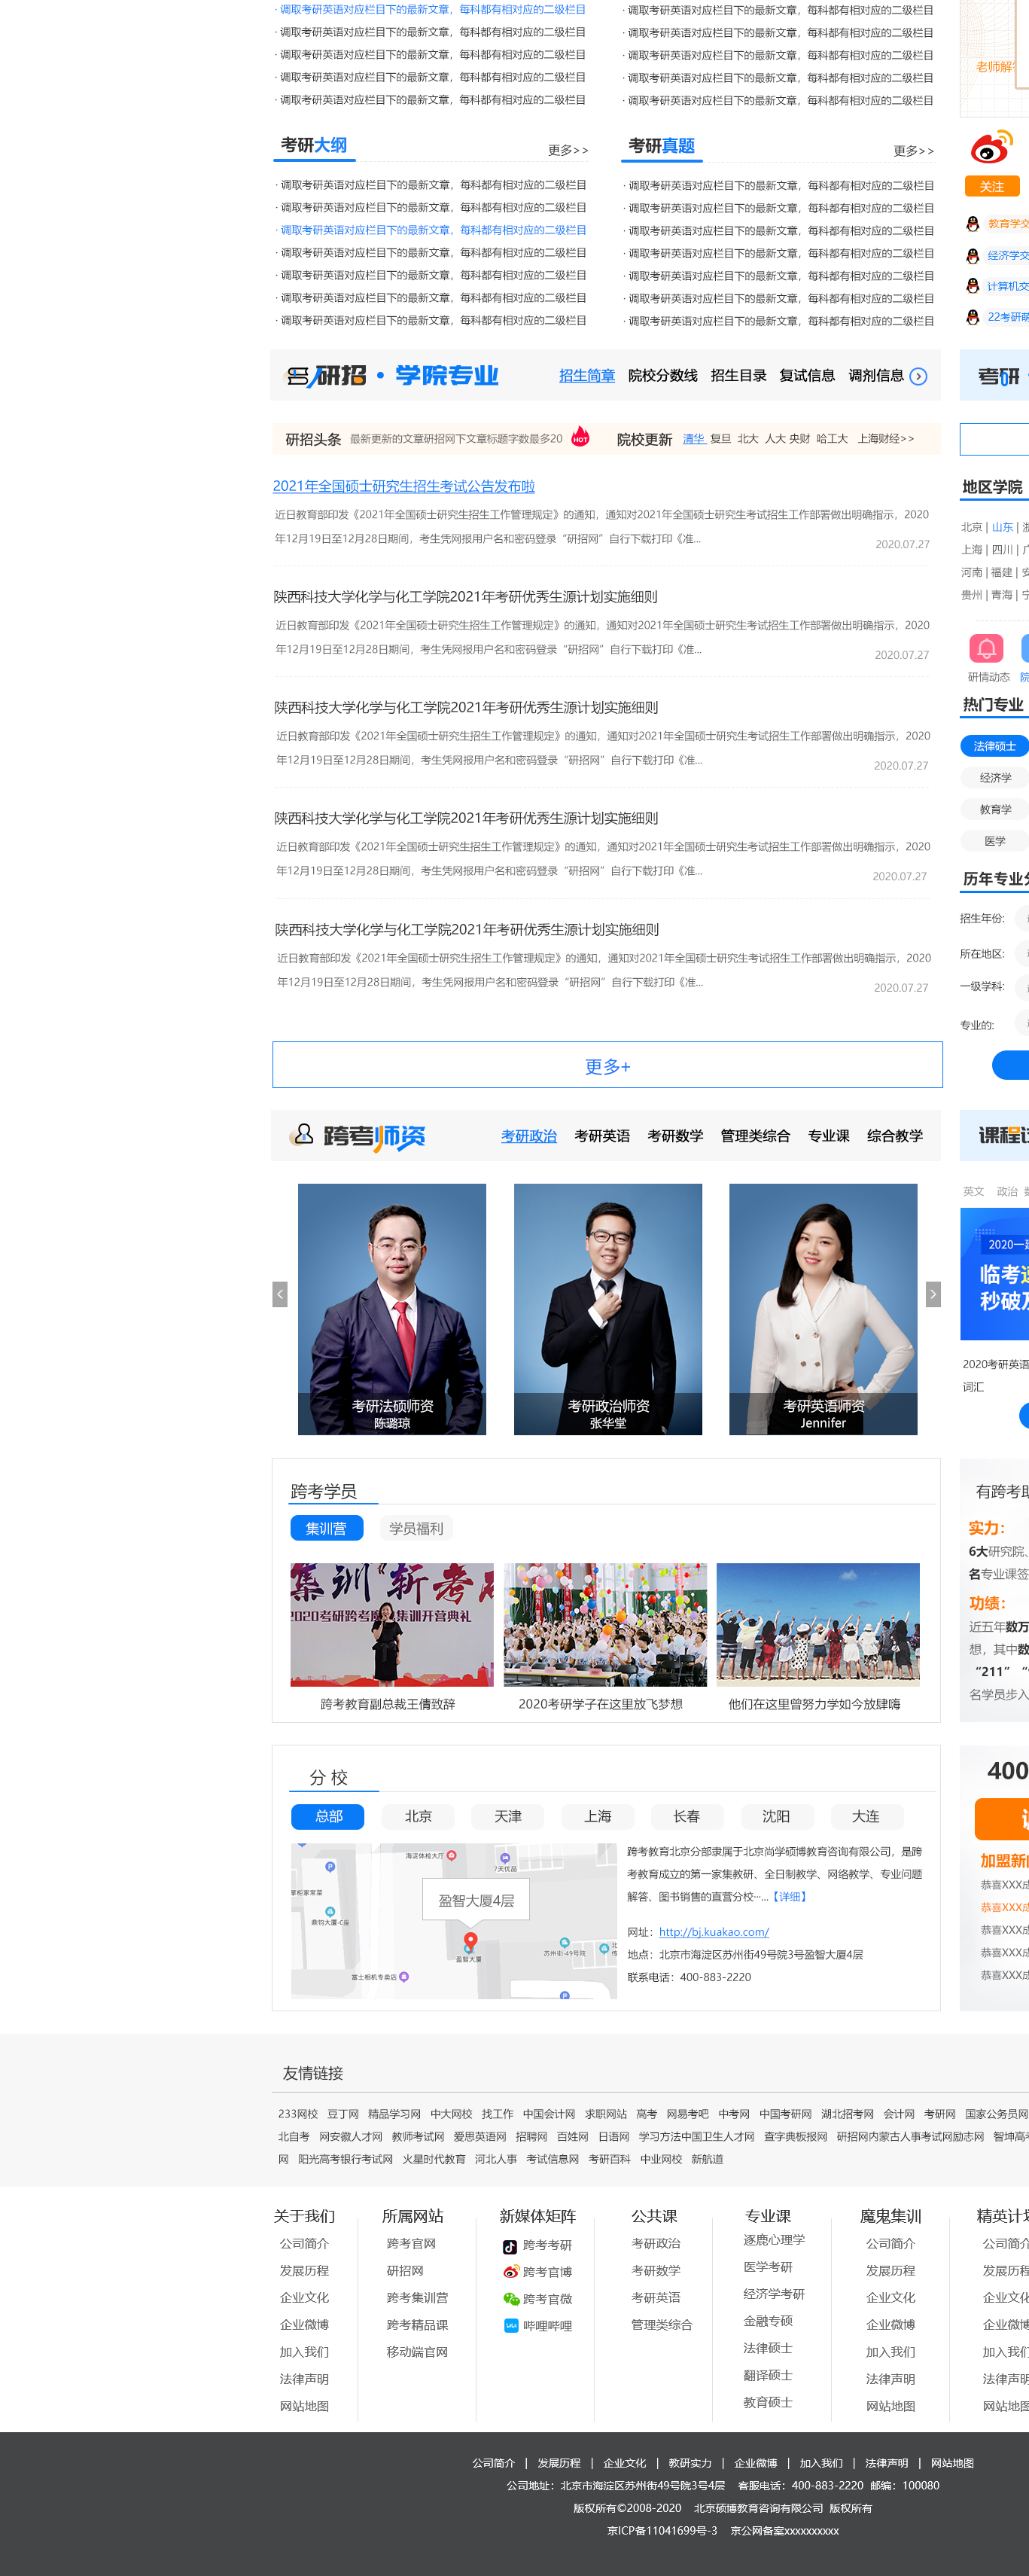 · 调取考研英语对应栏目下的最新文章，每科都有相对应的二级栏目
· 调取考研英语对应栏目下的最新文章，每科都有相对应的二级栏目
· 调取考研英语对应栏目下的最新文章，每科都有相对应的二级栏目
· 调取考研英语对应栏目下的最新文章，每科都有相对应的二级栏目
· 调取考研英语对应栏目下的最新文章，每科都有相对应的二级栏目
· 调取考研英语对应栏目下的最新文章，每科都有相对应的二级栏目
· 调取考研英语对应栏目下的最新文章，每科都有相对应的二级栏目
· 调取考研英语对应栏目下的最新文章，每科都有相对应的二级栏目
· 调取考研英语对应栏目下的最新文章，每科都有相对应的二级栏目
· 调取考研英语对应栏目下的最新文章，每科都有相对应的二级栏目
老师解
考研大纲 更多>>
· 调取考研英语对应栏目下的最新文章，每科都有相对应的二级栏目
· 调取考研英语对应栏目下的最新文章，每科都有相对应的二级栏目
· 调取考研英语对应栏目下的最新文章，每科都有相对应的二级栏目
· 调取考研英语对应栏目下的最新文章，每科都有相对应的二级栏目
· 调取考研英语对应栏目下的最新文章，每科都有相对应的二级栏目
· 调取考研英语对应栏目下的最新文章，每科都有相对应的二级栏目
· 调取考研英语对应栏目下的最新文章，每科都有相对应的二级栏目
考研真题 更多>>
· 调取考研英语对应栏目下的最新文章，每科都有相对应的二级栏目
· 调取考研英语对应栏目下的最新文章，每科都有相对应的二级栏目
· 调取考研英语对应栏目下的最新文章，每科都有相对应的二级栏目
· 调取考研英语对应栏目下的最新文章，每科都有相对应的二级栏目
· 调取考研英语对应栏目下的最新文章，每科都有相对应的二级栏目
· 调取考研英语对应栏目下的最新文章，每科都有相对应的二级栏目
· 调取考研英语对应栏目下的最新文章，每科都有相对应的二级栏目
关注
教育学交
经济学交
计算机交
22考研萌
研招 · 学院专业 招生简章 院校分数线 招生目录 复试信息 调剂信息
考研
研招头条 最新更新的文章研招网下文章标题字数最多20 HOT 院校更新 清华 复旦 北大 人大 央财 哈工大 上海财经>>
2021年全国硕士研究生招生考试公告发布啦
近日教育部印发《2021年全国硕士研究生招生工作管理规定》的通知，通知对2021年全国硕士研究生考试招生工作部署做出明确指示，2020
年12月19日至12月28日期间，考生凭网报用户名和密码登录“研招网”自行下载打印《准...
2020.07.27
陕西科技大学化学与化工学院2021年考研优秀生源计划实施细则
近日教育部印发《2021年全国硕士研究生招生工作管理规定》的通知，通知对2021年全国硕士研究生考试招生工作部署做出明确指示，2020
年12月19日至12月28日期间，考生凭网报用户名和密码登录“研招网”自行下载打印《准...
2020.07.27
陕西科技大学化学与化工学院2021年考研优秀生源计划实施细则
近日教育部印发《2021年全国硕士研究生招生工作管理规定》的通知，通知对2021年全国硕士研究生考试招生工作部署做出明确指示，2020
年12月19日至12月28日期间，考生凭网报用户名和密码登录“研招网”自行下载打印《准...
2020.07.27
陕西科技大学化学与化工学院2021年考研优秀生源计划实施细则
近日教育部印发《2021年全国硕士研究生招生工作管理规定》的通知，通知对2021年全国硕士研究生考试招生工作部署做出明确指示，2020
年12月19日至12月28日期间，考生凭网报用户名和密码登录“研招网”自行下载打印《准...
2020.07.27
陕西科技大学化学与化工学院2021年考研优秀生源计划实施细则
近日教育部印发《2021年全国硕士研究生招生工作管理规定》的通知，通知对2021年全国硕士研究生考试招生工作部署做出明确指示，2020
年12月19日至12月28日期间，考生凭网报用户名和密码登录“研招网”自行下载打印《准...
2020.07.27
更多+
地区学院
北京 | 山东 |
上海 | 四川 |
河南 | 福建 |
贵州 | 青海 |
研情动态 院
热门专业
法律硕士
经济学
教育学
医学
历年专业分
招生年份:
所在地区:
一级学科:
专业的:
跨考师资 考研政治 考研英语 考研数学 管理类综合 专业课 综合教学
课程
英文 政治
2020一建
临考
秒破
2020考研英语
词汇
考研法硕师资
陈璐琼
考研政治师资
张华堂
考研英语师资
Jennifer
跨考学员
集训营 学员福利
集训“斩考
2020考研跨考 集训开营典礼
跨考教育副总裁王倩致辞 2020考研学子在这里放飞梦想 他们在这里曾努力学如今放肆嗨
有跨考
实力：
6大研究院、
名专业课签
功绩：
近五年数万
想，其中数
“211”“
名学员步入
分 校
总部 北京 天津 上海 长春 沈阳 大连
海淀体检大厅
7天优品
掌柜家常菜
鼎钧大厦-C座
盈智大厦4层
盈智大厦
苏州街-49号院
富士相机专卖店
跨考教育北京分部隶属于北京尚学硕博教育咨询有限公司，是跨
考教育成立的第一家集教研、全日制教学、网络教学、专业问题
解答、图书销售的直营分校···...【详细】
网址：http://bj.kuakao.com/
地点：北京市海淀区苏州街49号院3号盈智大厦4层
联系电话：400-883-2220
400
加盟新
恭喜XXX成
恭喜XXX成
恭喜XXX成
恭喜XXX成
恭喜XXX成
友情链接
233网校 豆丁网 精品学习网 中大网校 找工作 中国会计网 求职网站 高考 网易考吧 中考网 中国考研网 湖北招考网 会计网 考研网 国家公务员网
北自考 网安徽人才网 教师考试网 爱思英语网 招聘网 百姓网 日语网 学习方法中国卫生人才网 查字典板报网 研招网内蒙古人事考试网励志网 智坤高考
网 阳光高考银行考试网 火星时代教育 河北人事 考试信息网 考研百科 中业网校 新航道
关于我们
公司简介
发展历程
企业文化
企业微博
加入我们
法律声明
网站地图
所属网站
跨考官网
研招网
跨考集训营
跨考精品课
移动端官网
新媒体矩阵
跨考考研
跨考官博
跨考官微
哔哩哔哩
公共课
考研政治
考研数学
考研英语
管理类综合
专业课
逐鹿心理学
医学考研
经济学考研
金融专硕
法律硕士
翻译硕士
教育硕士
魔鬼集训
公司简介
发展历程
企业文化
企业微博
加入我们
法律声明
网站地图
精英计划
公司简介
发展历程
企业文化
企业微博
加入我们
法律声明
网站地图
公司简介 | 发展历程 | 企业文化 | 教研实力 | 企业微博 | 加入我们 | 法律声明 | 网站地图
公司地址：北京市海淀区苏州街49号院3号4层 客服电话：400-883-2220 邮编：100080
版权所有©2008-2020 北京硕博教育咨询有限公司 版权所有
京ICP备11041699号-3 京公网备案xxxxxxxxxx